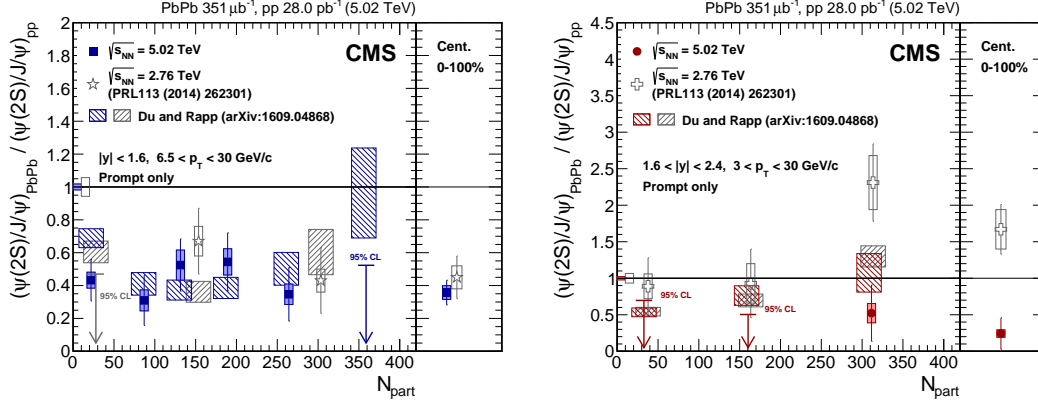 PbPb 351 μb⁻¹, pp 28.0 pb⁻¹ (5.02 TeV)
(ψ(2S)/J/ψ)PbPb / (ψ(2S)/J/ψ)pp
2
1.8
1.6
1.4
1.2
1
0.8
0.6
0.4
0.2
0
√sNN = 5.02 TeV
CMS
√sNN = 2.76 TeV
(PRL113 (2014) 262301)
Du and Rapp (arXiv:1609.04868)
|y| < 1.6, 6.5 < pT < 30 GeV/c
Prompt only
95% CL
95% CL
Cent.
0-100%
0 50 100 150 200 250 300 350 400
Npart
PbPb 351 μb⁻¹, pp 28.0 pb⁻¹ (5.02 TeV)
(ψ(2S)/J/ψ)PbPb / (ψ(2S)/J/ψ)pp
4.5
4
3.5
3
2.5
2
1.5
1
0.5
0
√sNN = 5.02 TeV
CMS
√sNN = 2.76 TeV
(PRL113 (2014) 262301)
Du and Rapp (arXiv:1609.04868)
1.6 < |y| < 2.4, 3 < pT < 30 GeV/c
Prompt only
95% CL
95% CL
Cent.
0-100%
0 50 100 150 200 250 300 350 400
Npart